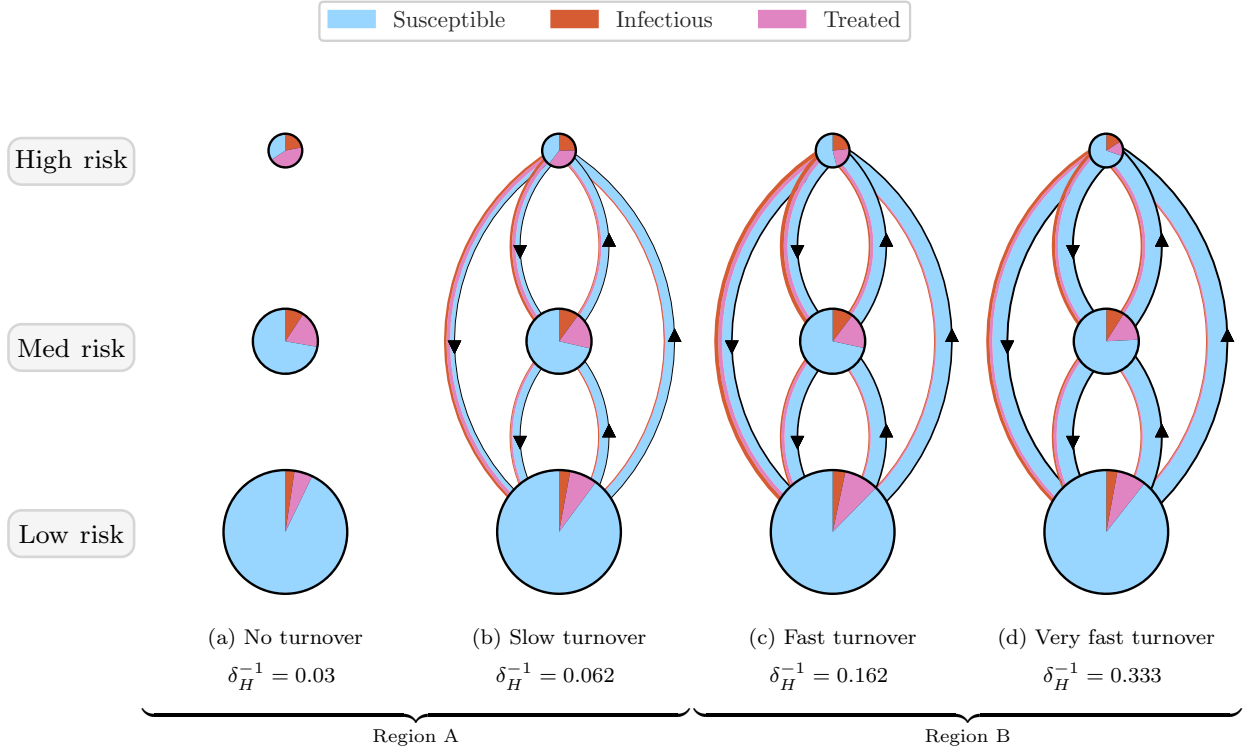 Susceptible Infectious Treated
High risk
Med risk
Low risk
(a) No turnover
(b) Slow turnover
(c) Fast turnover
(d) Very fast turnover
δ_H^{-1} = 0.03
δ_H^{-1} = 0.062
δ_H^{-1} = 0.162
δ_H^{-1} = 0.333
Region A
Region B